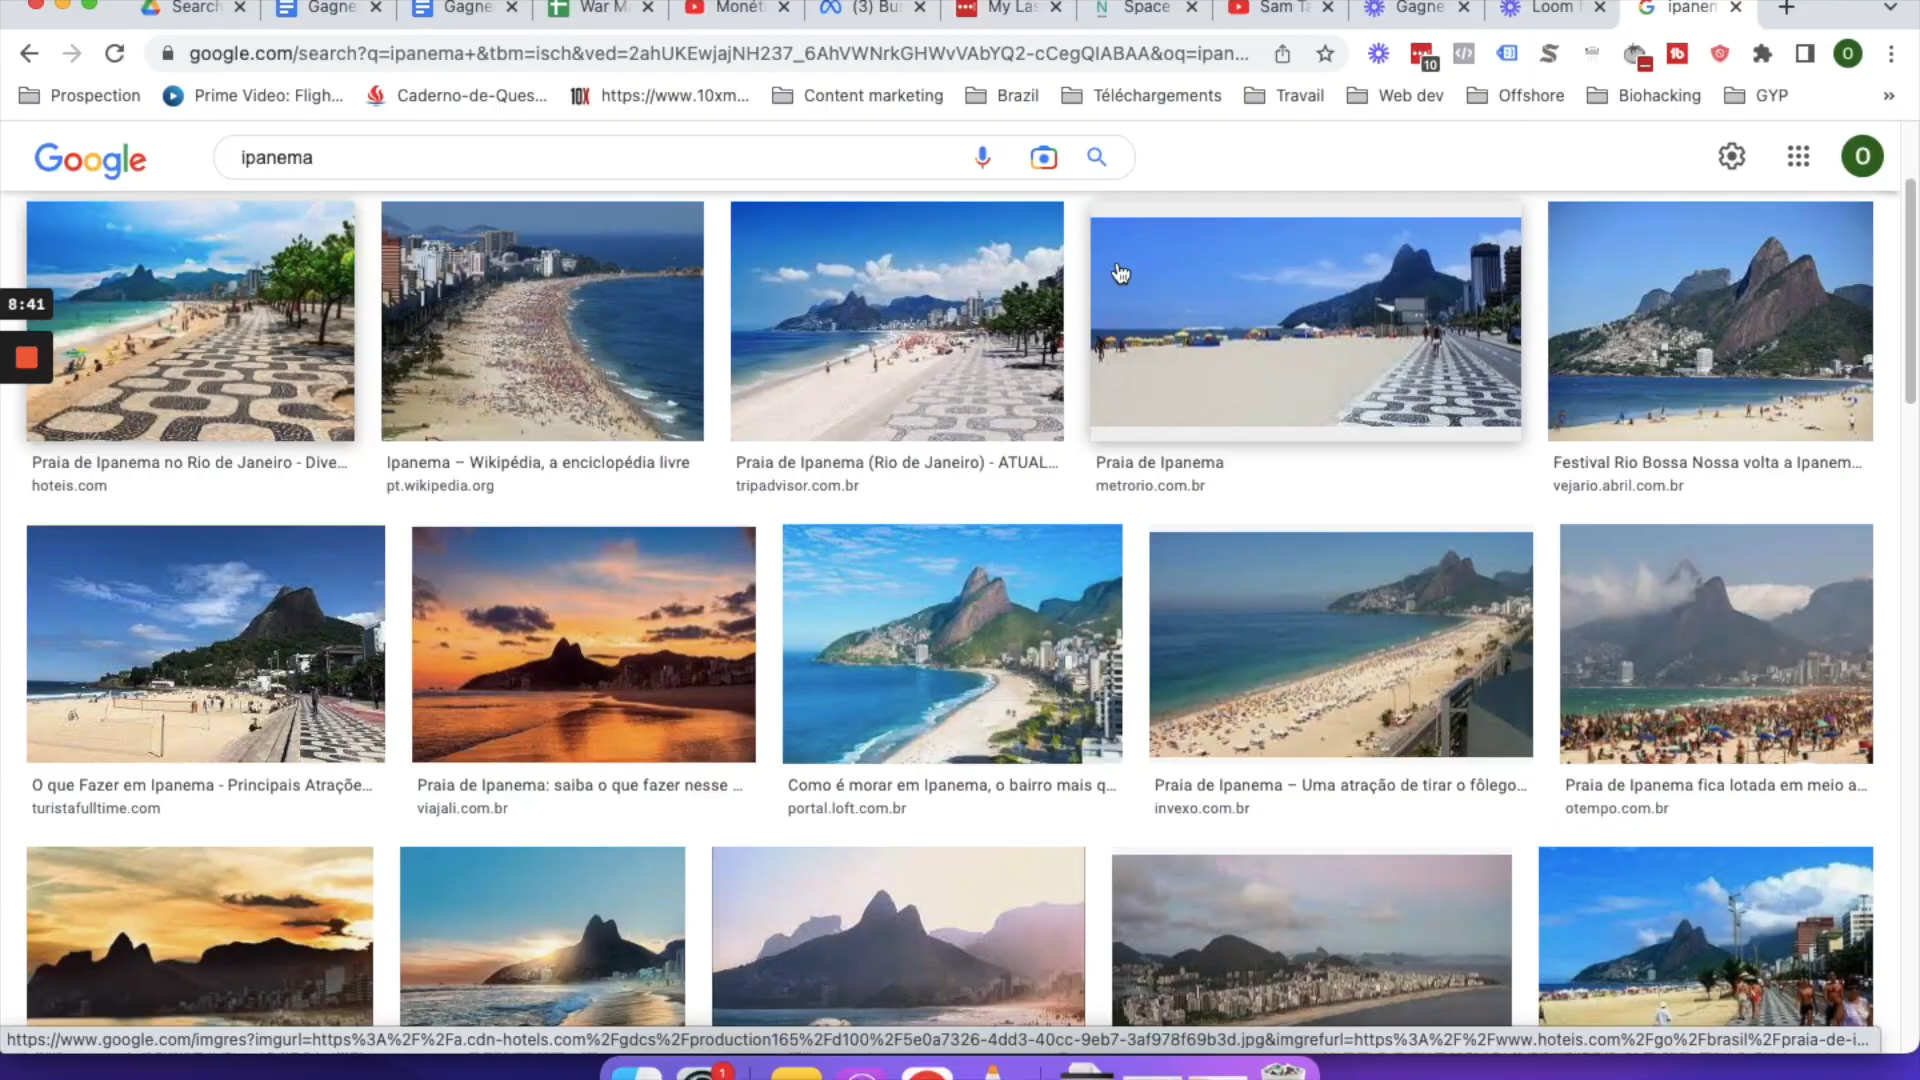 Search
Gagne
Gagne
War M
Monéti
(3) Bu
My Las
Space
Sam Ta
Gagne
Loom
ipanem
google.com/search?q=ipanema+&tbm=isch&ved=2ahUKEwjajNH237_6AhVWNrkGHWvVAbYQ2-cCegQIABAA&oq=ipan...
10
O
Prospection
Prime Video: Fligh...
Caderno-de-Ques...
10X
https://www.10xm...
Content marketing
Brazil
Téléchargements
Travail
Web dev
Offshore
Biohacking
GYP
»
Google
ipanema
O
8:41
Praia de Ipanema no Rio de Janeiro - Dive...
hoteis.com
Ipanema – Wikipédia, a enciclopédia livre
pt.wikipedia.org
Praia de Ipanema (Rio de Janeiro) - ATUAL...
tripadvisor.com.br
Praia de Ipanema
metrorio.com.br
Festival Rio Bossa Nossa volta a Ipanem...
vejario.abril.com.br
O que Fazer em Ipanema - Principais Atraçõe...
turistafulltime.com
Praia de Ipanema: saiba o que fazer nesse ...
viajali.com.br
Como é morar em Ipanema, o bairro mais q...
portal.loft.com.br
Praia de Ipanema – Uma atração de tirar o fôlego...
invexo.com.br
Praia de Ipanema fica lotada em meio a...
otempo.com.br
https://www.google.com/imgres?imgurl=https%3A%2F%2Fa.cdn-hotels.com%2Fgdcs%2Fproduction165%2Fd100%2F5e0a7326-4dd3-40cc-9eb7-3af978f69b3d.jpg&imgrefurl=https%3A%2F%2Fwww.hoteis.com%2Fgo%2Fbrasil%2Fpraia-de-i...
1